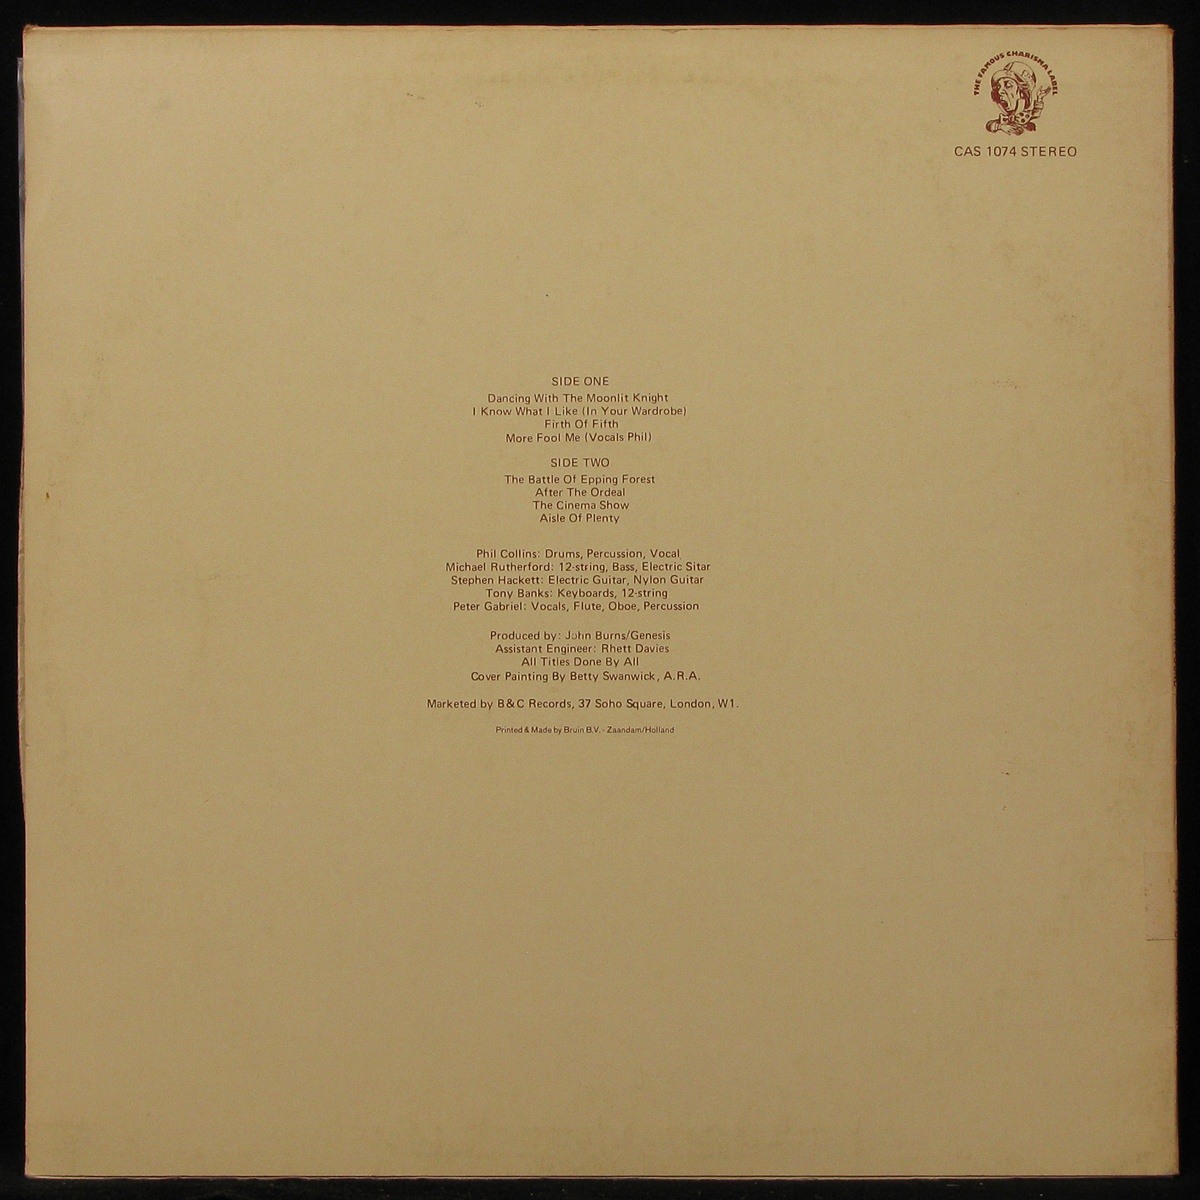 THE FAMOUS CHARISMA LABEL
CAS 1074 STEREO
SIDE ONE
Dancing With The Moonlit Knight
I Know What I Like (In Your Wardrobe)
Firth Of Fifth
More Fool Me (Vocals Phil)
SIDE TWO
The Battle Of Epping Forest
After The Ordeal
The Cinema Show
Aisle Of Plenty
Phil Collins: Drums, Percussion, Vocal
Michael Rutherford: 12-string, Bass, Electric Sitar
Stephen Hackett: Electric Guitar, Nylon Guitar
Tony Banks: Keyboards, 12-string
Peter Gabriel: Vocals, Flute, Oboe, Percussion
Produced by: John Burns/Genesis
Assistant Engineer: Rhett Davies
All Titles Done By All
Cover Painting By Betty Swanwick, A.R.A.
Marketed by B&C Records, 37 Soho Square, London, W1.
Printed & Made by Bruin B.V. - Zaandam/Holland